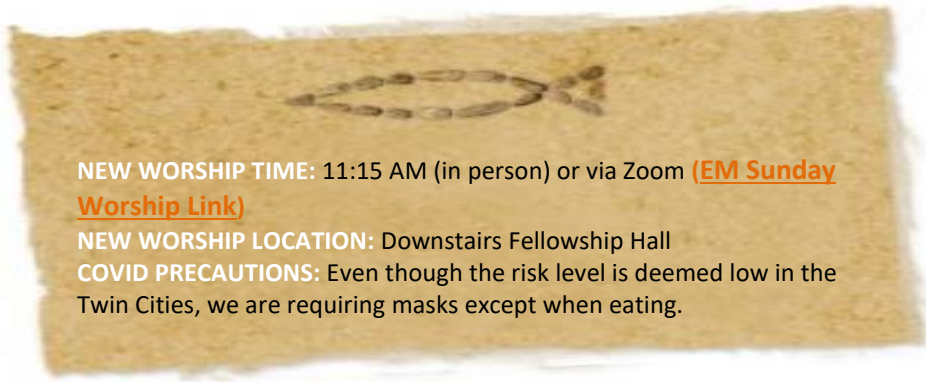 NEW WORSHIP TIME: 11:15 AM (in person) or via Zoom (EM Sunday
Worship Link)
NEW WORSHIP LOCATION: Downstairs Fellowship Hall
COVID PRECAUTIONS: Even though the risk level is deemed low in the
Twin Cities, we are requiring masks except when eating.